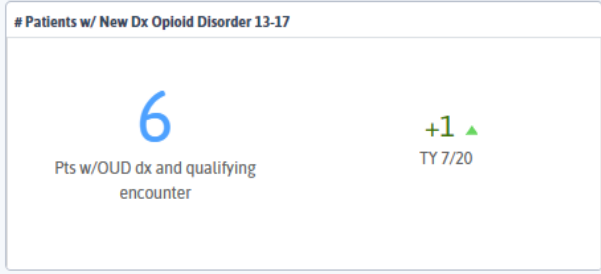 # Patients w/ New Dx Opioid Disorder 13-17
6
Pts w/OUD dx and qualifying
encounter
+1
TY 7/20